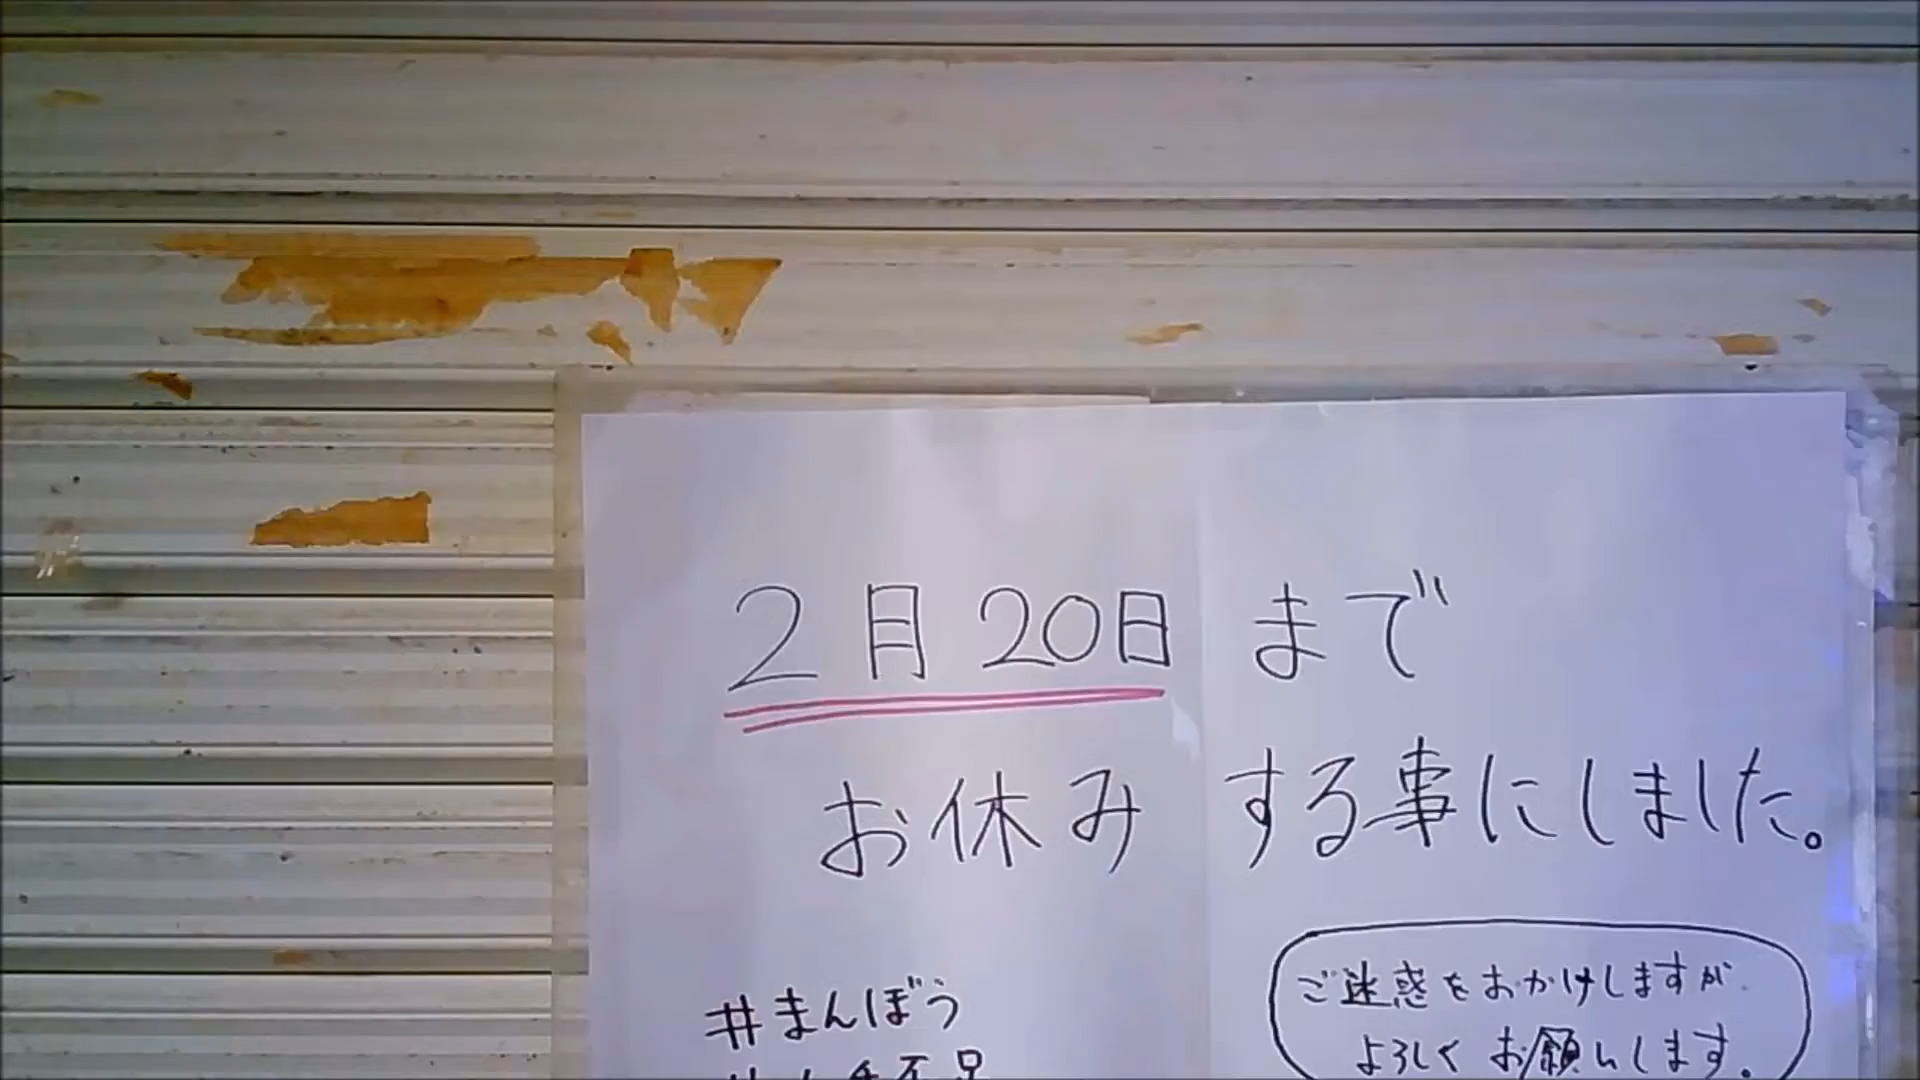 2月20日 まで
お休み する事にしました。
#まんぼう
ご迷惑をおかけしますが
よろしく お願いします。